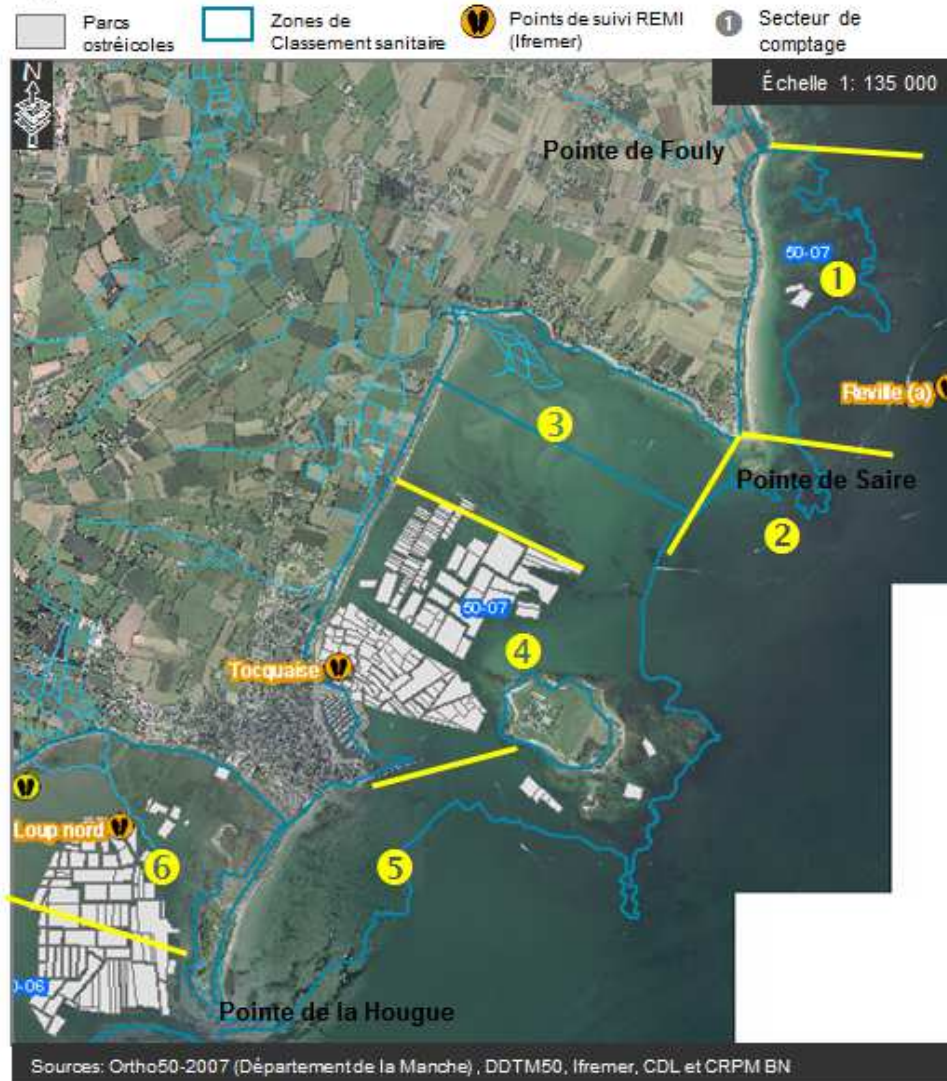 Parcs
ostréicoles
Zones de
Classement sanitaire
Points de suivi REMI
(Ifremer)
1
Secteur de
comptage
N
Échelle 1: 135 000
Pointe de Fouly
50-07
1
Reville (a)
3
Pointe de Saire
2
50-07
4
Tocquaise
Loup nord
6
5
Pointe de la Hougue
Sources: Ortho50-2007 (Département de la Manche), DDTM50, Ifremer, CDL et CRPM BN